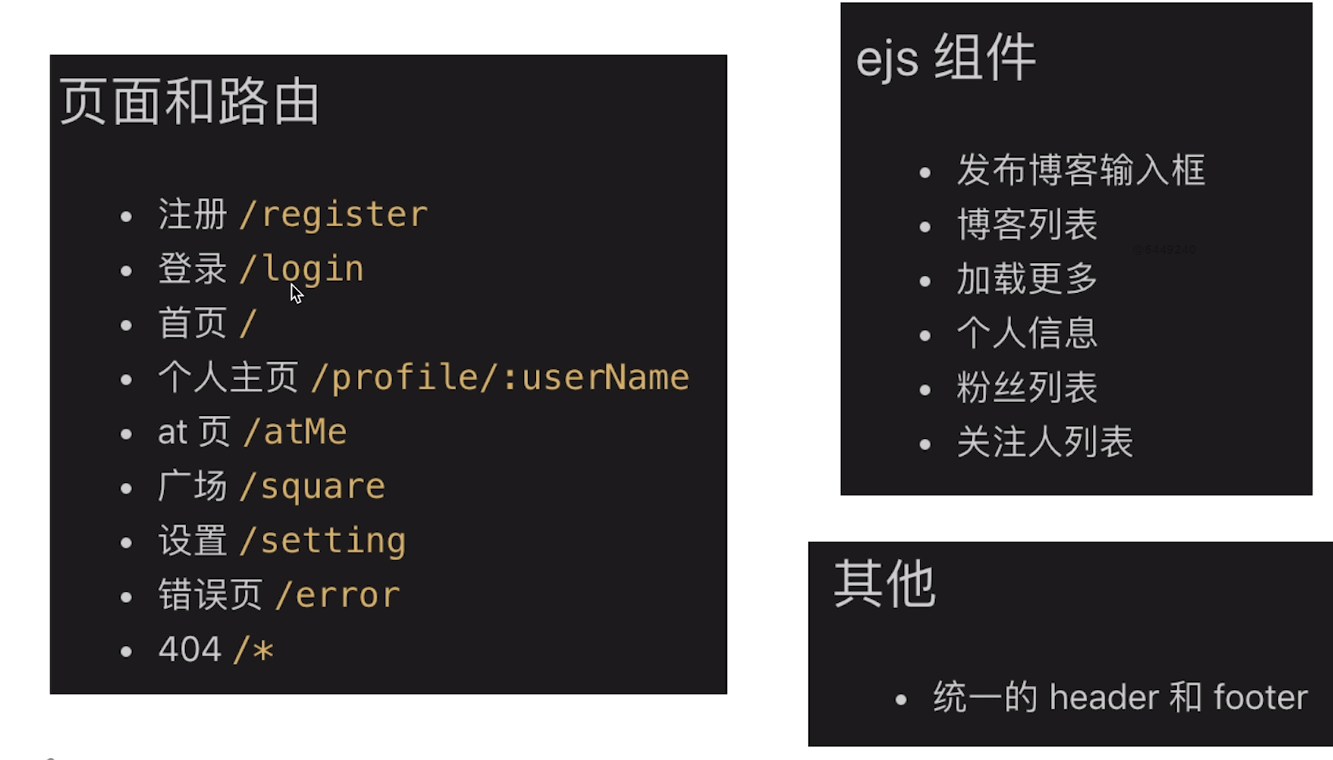 页面和路由
注册 /register
登录 /login
首页 /
个人主页 /profile/:userName
at 页 /atMe
广场 /square
设置 /setting
错误页 /error
404 /*
ejs 组件
发布博客输入框
博客列表
加载更多
个人信息
粉丝列表
关注人列表
其他
统一的 header 和 footer